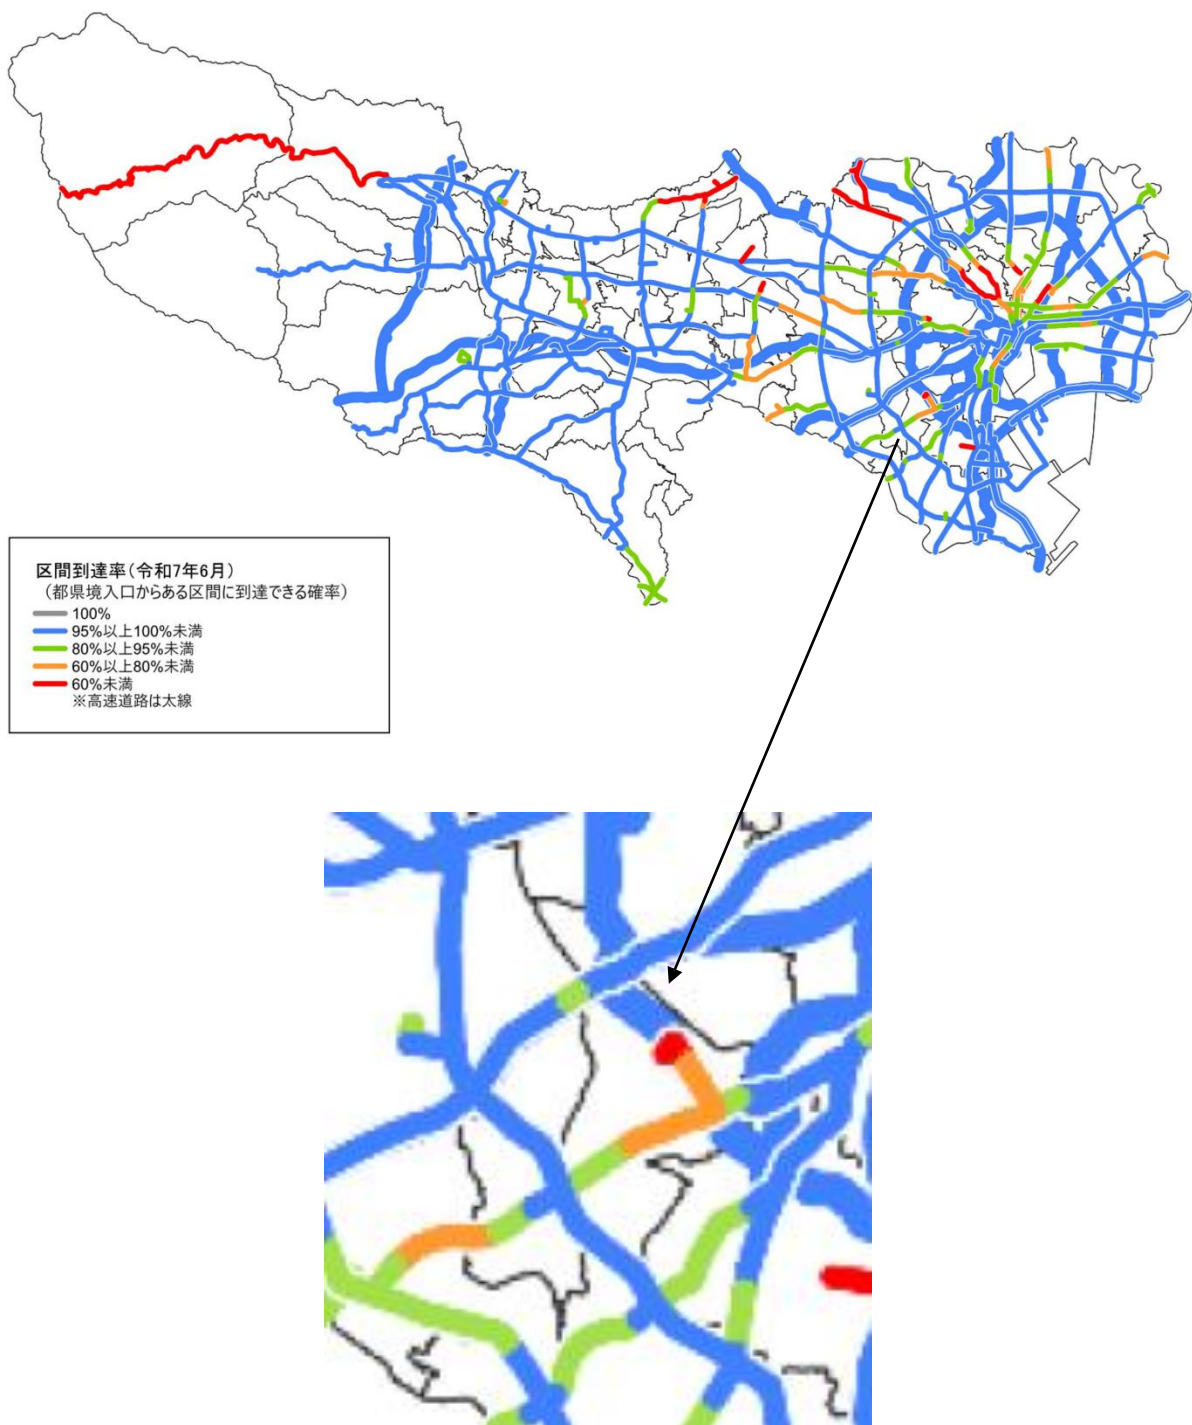 区間到達率(令和7年6月)
(都県境入口からある区間に到達できる確率)
100%
95%以上100%未満
80%以上95%未満
60%以上80%未満
60%未満
※高速道路は太線